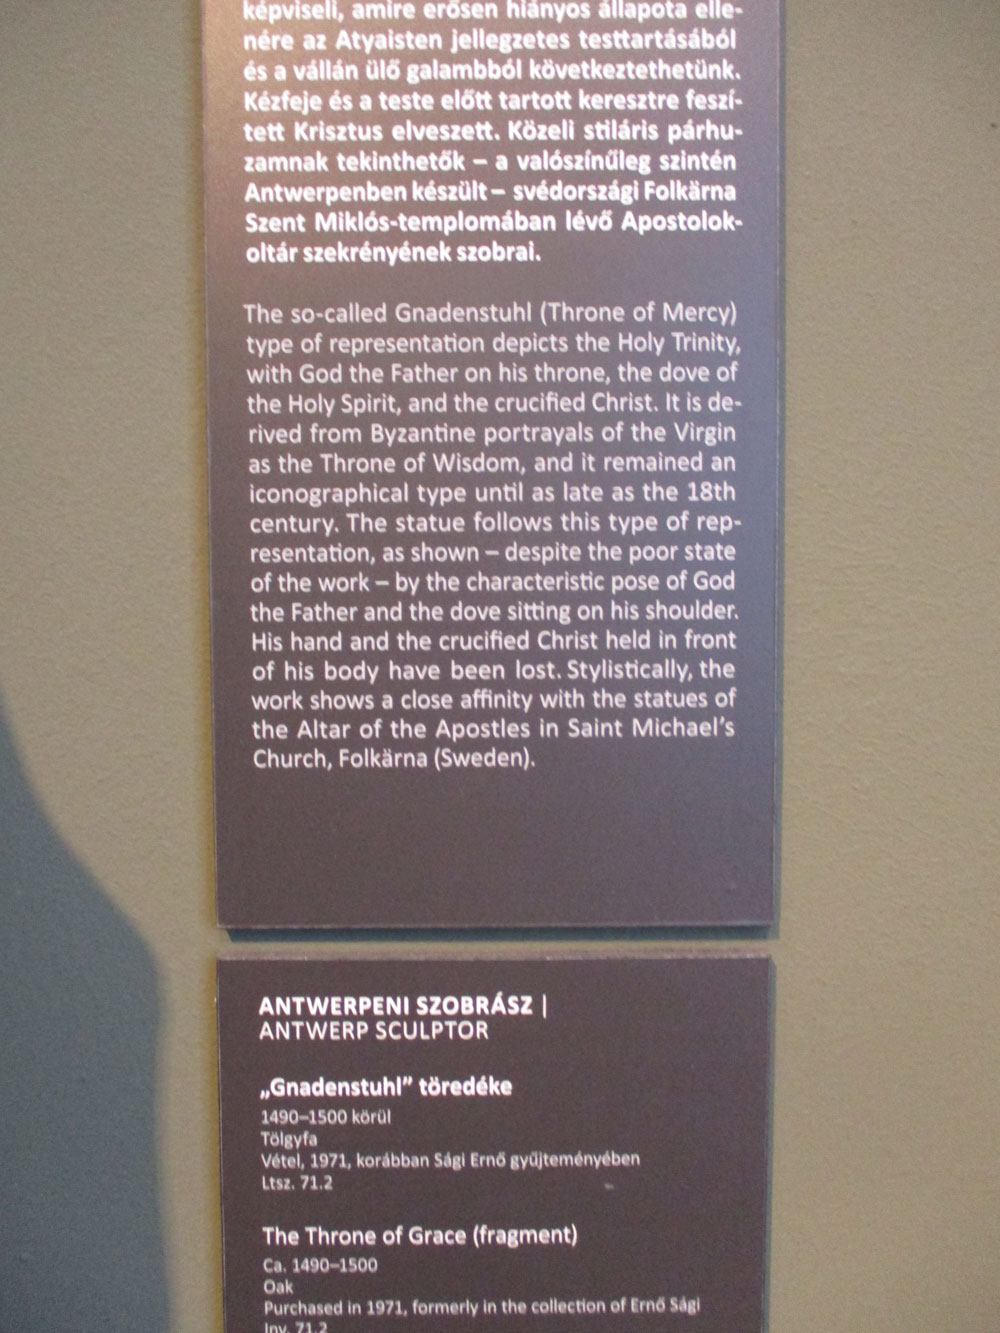 képviseli, amire erősen hiányos állapota elle-
nére az Atyaisten jellegzetes testtartásából
és a vállán ülő galambból következtethetünk.
Kézfeje és a teste előtt tartott keresztre feszí-
tett Krisztus elveszett. Közeli stiláris párhu-
zamnak tekinthetők – a valószínűleg szintén
Antwerpenben készült – svédországi Folkärna
Szent Miklós-templomában lévő Apostolok-
oltár szekrényének szobrai.
The so-called Gnadenstuhl (Throne of Mercy)
type of representation depicts the Holy Trinity,
with God the Father on his throne, the dove of
the Holy Spirit, and the crucified Christ. It is de-
rived from Byzantine portrayals of the Virgin
as the Throne of Wisdom, and it remained an
iconographical type until as late as the 18th
century. The statue follows this type of rep-
resentation, as shown – despite the poor state
of the work – by the characteristic pose of God
the Father and the dove sitting on his shoulder.
His hand and the crucified Christ held in front
of his body have been lost. Stylistically, the
work shows a close affinity with the statues of
the Altar of the Apostles in Saint Michael's
Church, Folkärna (Sweden).
ANTWERPENI SZOBRÁSZ |
ANTWERP SCULPTOR
„Gnadenstuhl” töredéke
1490–1500 körül
Tölgyfa
Vétel, 1971, korábban Sági Ernő gyűjteményében
Ltsz. 71.2
The Throne of Grace (fragment)
Ca. 1490–1500
Oak
Purchased in 1971, formerly in the collection of Ernő Sági
Inv. 71.2